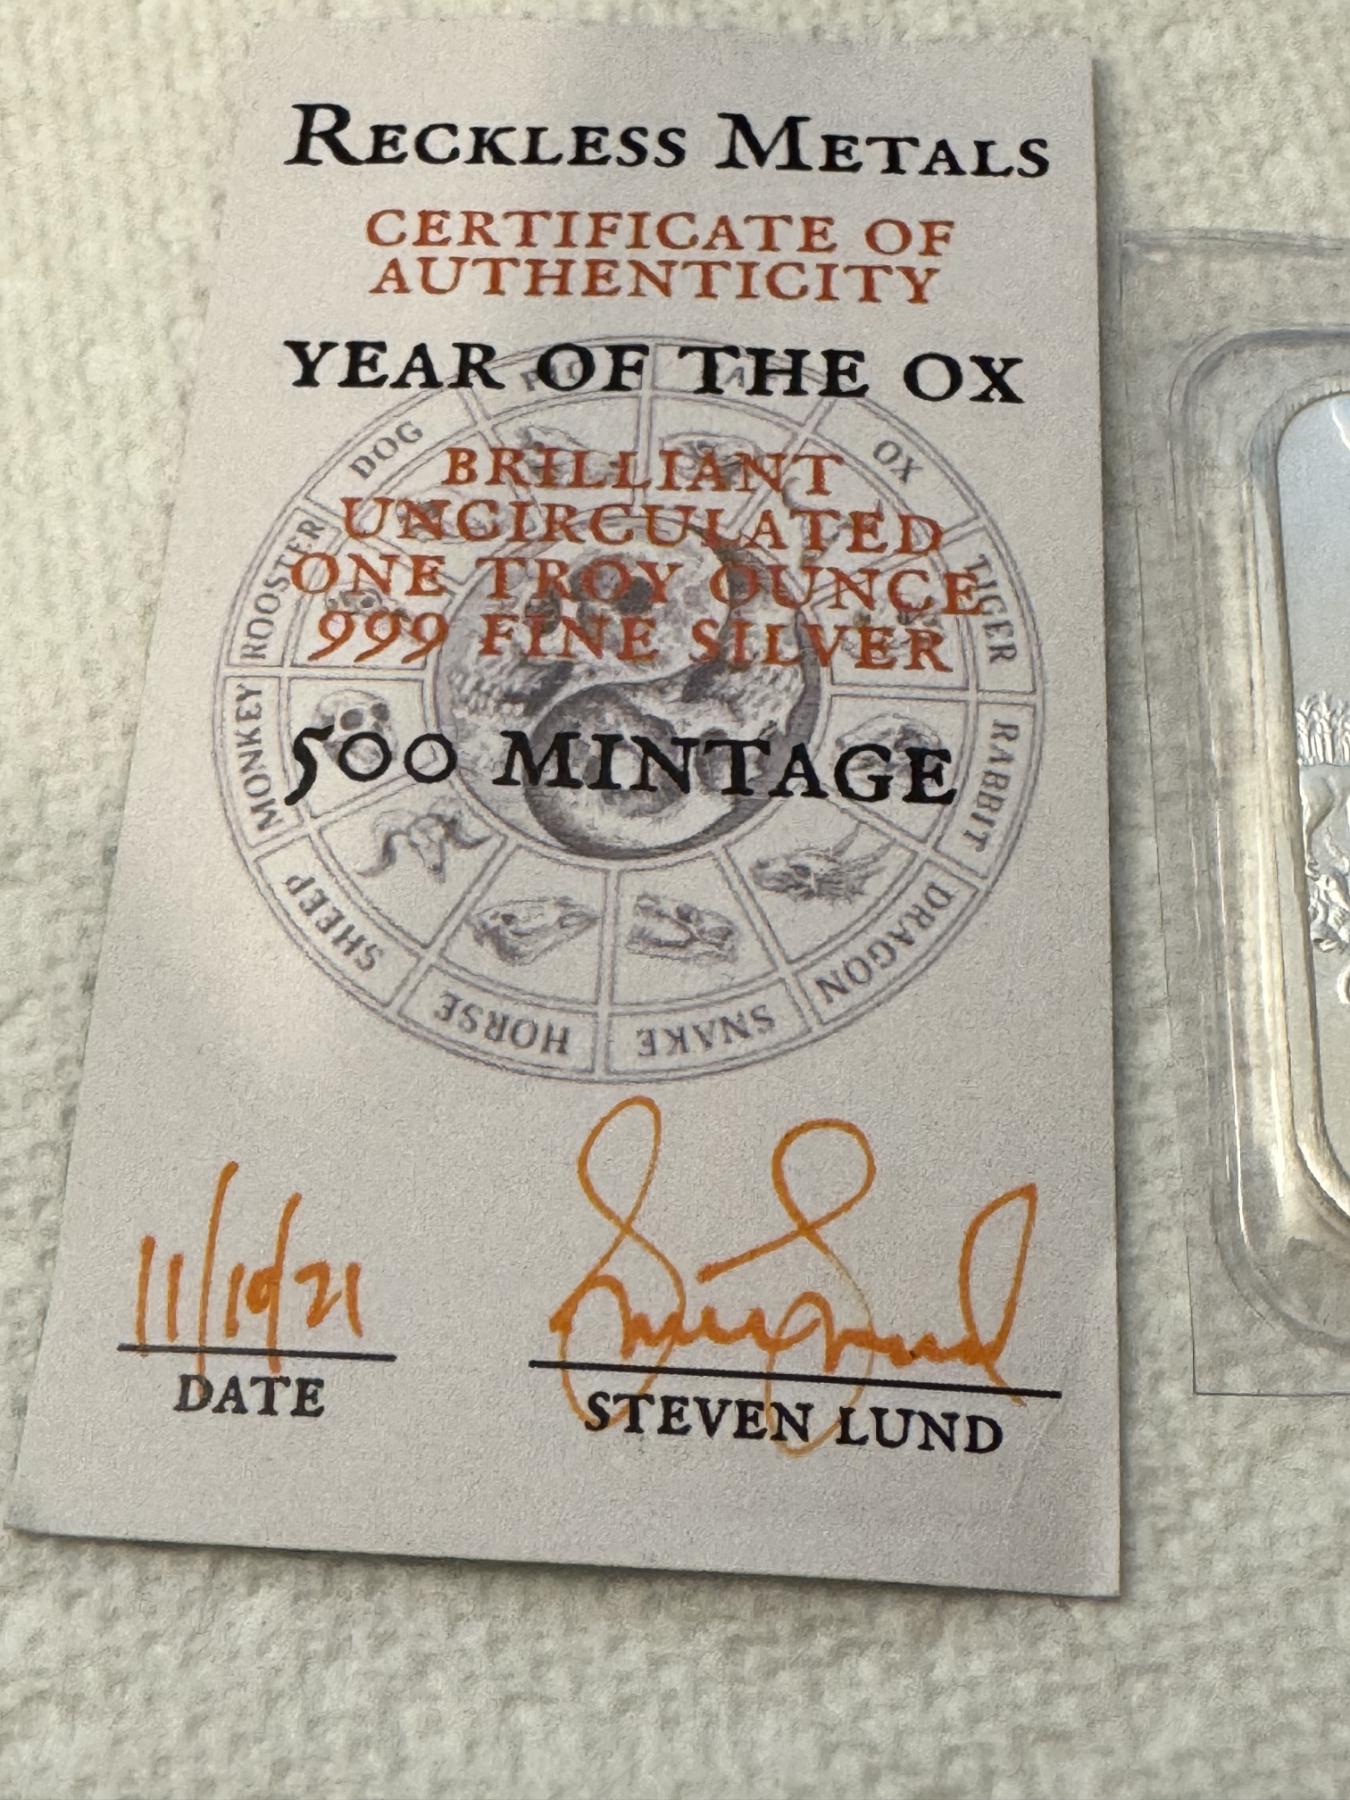 RECKLESS METALS
CERTIFICATE OF
AUTHENTICITY
YEAR OF THE OX
BRILLIANT
UNCIRCULATED
ONE TROY OUNCE
999 FINE SILVER
500 MINTAGE
OX
TIGER
RABBIT
DRAGON
SNAKE
HORSE
SHEEP
MONKEY
ROOSTER
DOG
11/10/21
DATE
STEVEN LUND